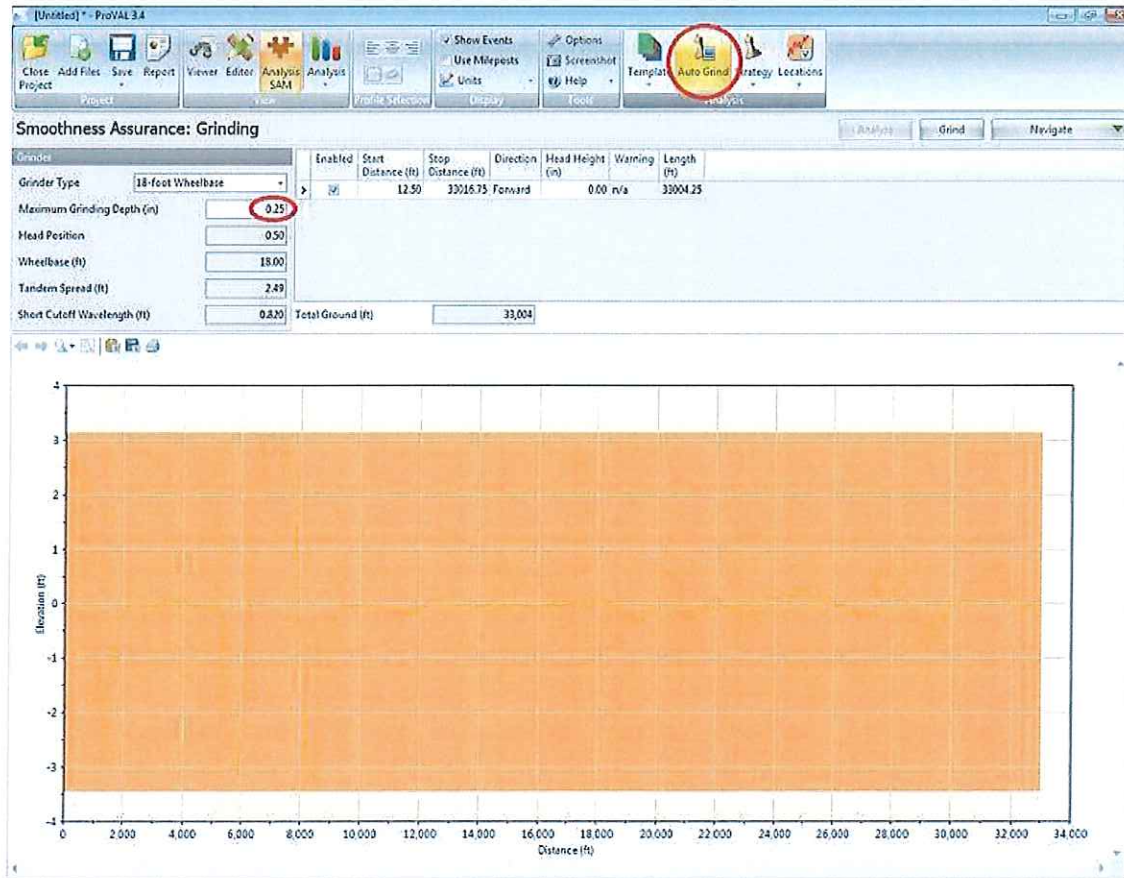 [Untitled] * - ProVAL 3.4
Close Project
Add Files
Save
Report
Viewer
Editor
Analysis SAM
Analysis
Show Events
Use Mileposts
Units
Options
Screenshot
Help
Template
Auto Grind
Strategy
Locations
Project
View
Profile Selection
Display
Tools
Analysis
Smoothness Assurance: Grinding
Analyze
Grind
Navigate
Grinder
Grinder Type 18-foot Wheelbase
Maximum Grinding Depth (in) 0.25
Head Position 0.50
Wheelbase (ft) 18.00
Tandem Spread (ft) 2.49
Short Cutoff Wavelength (ft) 0.820
Enabled Start Distance (ft) Stop Distance (ft) Direction Head Height (in) Warning Length (ft)
12.50 33016.75 Forward 0.00 n/a 33004.25
Total Ground (ft) 33,004
4
3
2
1
0
-1
-2
-3
-4
Elevation (ft)
0 2,000 4,000 6,000 8,000 10,000 12,000 14,000 16,000 18,000 20,000 22,000 24,000 26,000 28,000 30,000 32,000 34,000
Distance (ft)